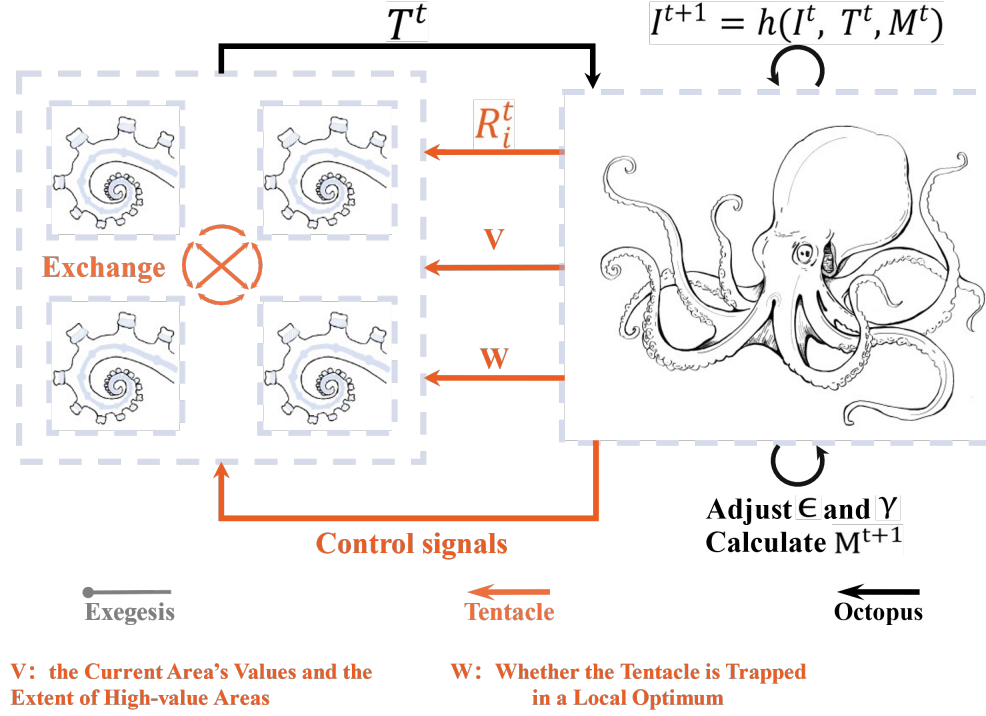 T^t
I^{t+1} = h(I^t, T^t, M^t)
R_i^t
V
Exchange
W
Adjust ϵ and γ
Calculate M^{t+1}
Control signals
Exegesis
Tentacle
Octopus
V: the Current Area's Values and the
Extent of High-value Areas
W: Whether the Tentacle is Trapped
in a Local Optimum